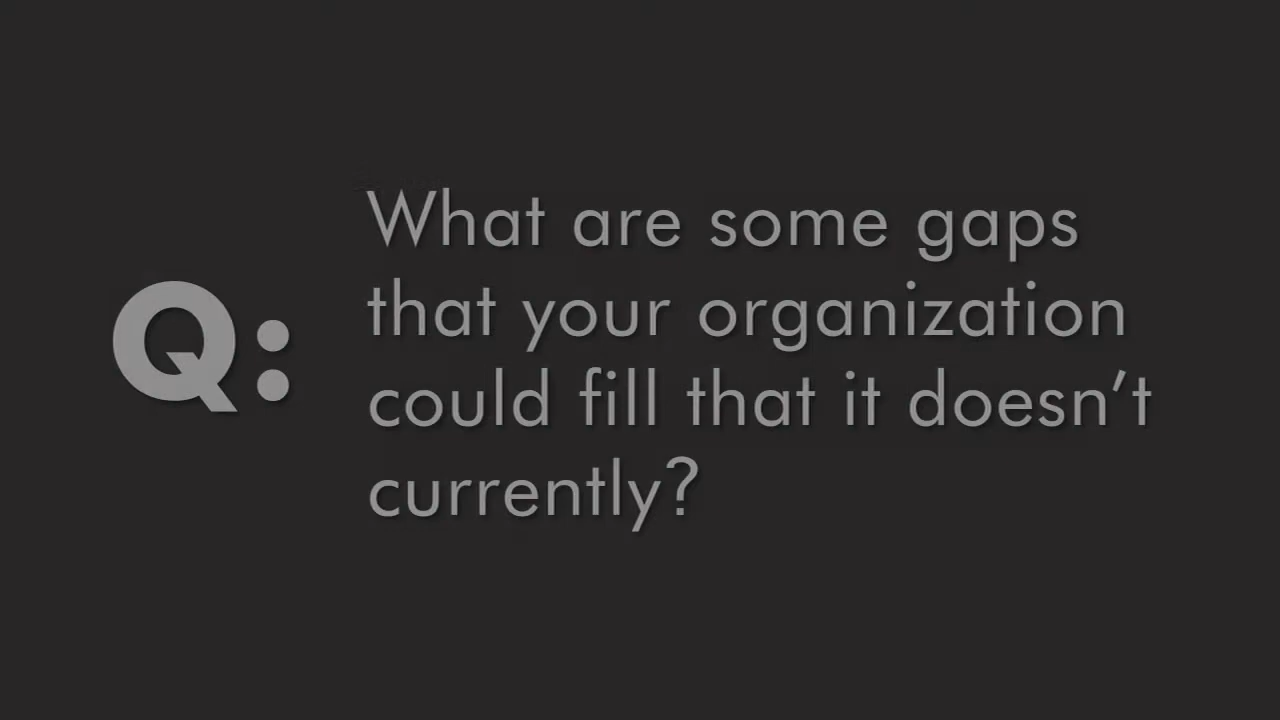 Q:
What are some gaps
that your organization
could fill that it doesn’t
currently?